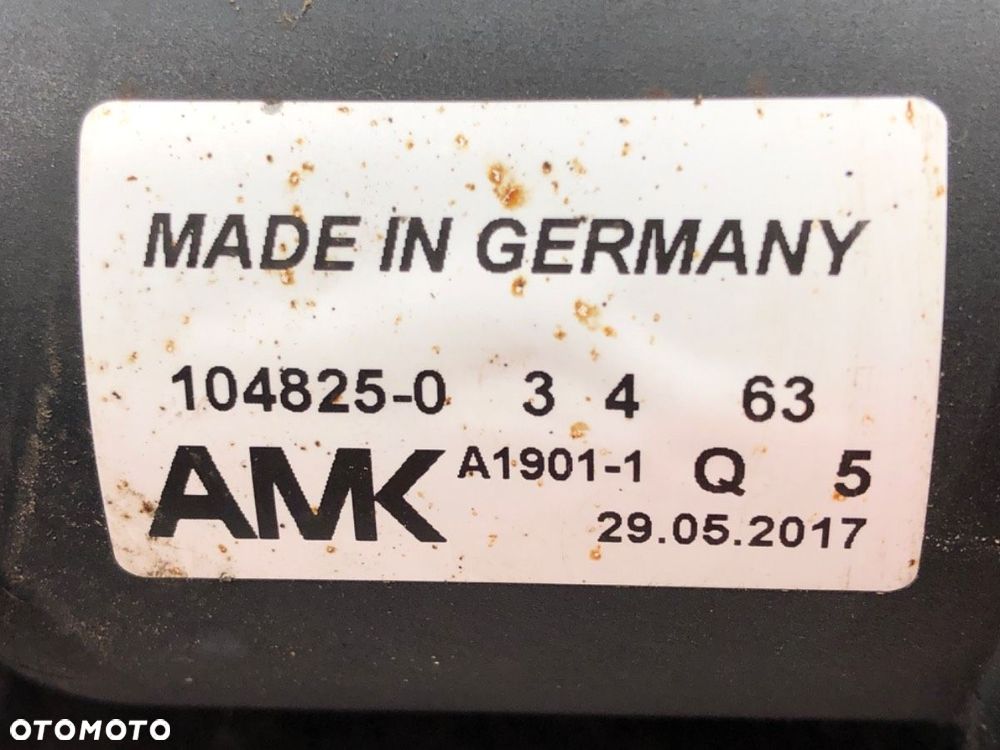 MADE IN GERMANY
104825-0 3 4 63
AMK A1901-1 Q 5
29.05.2017
OTOMOTO